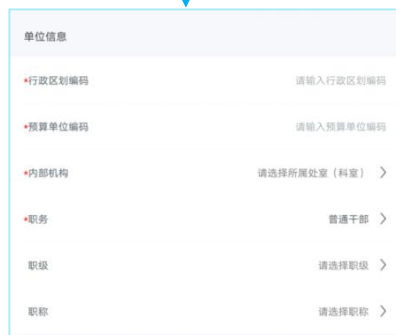 单位信息
*行政区划编码 请输入行政区划编码
*预算单位编码 请输入预算单位编码
*内部机构 请选择所属处室（科室）
*职务 普通干部
职级 请选择职级
职称 请选择职称